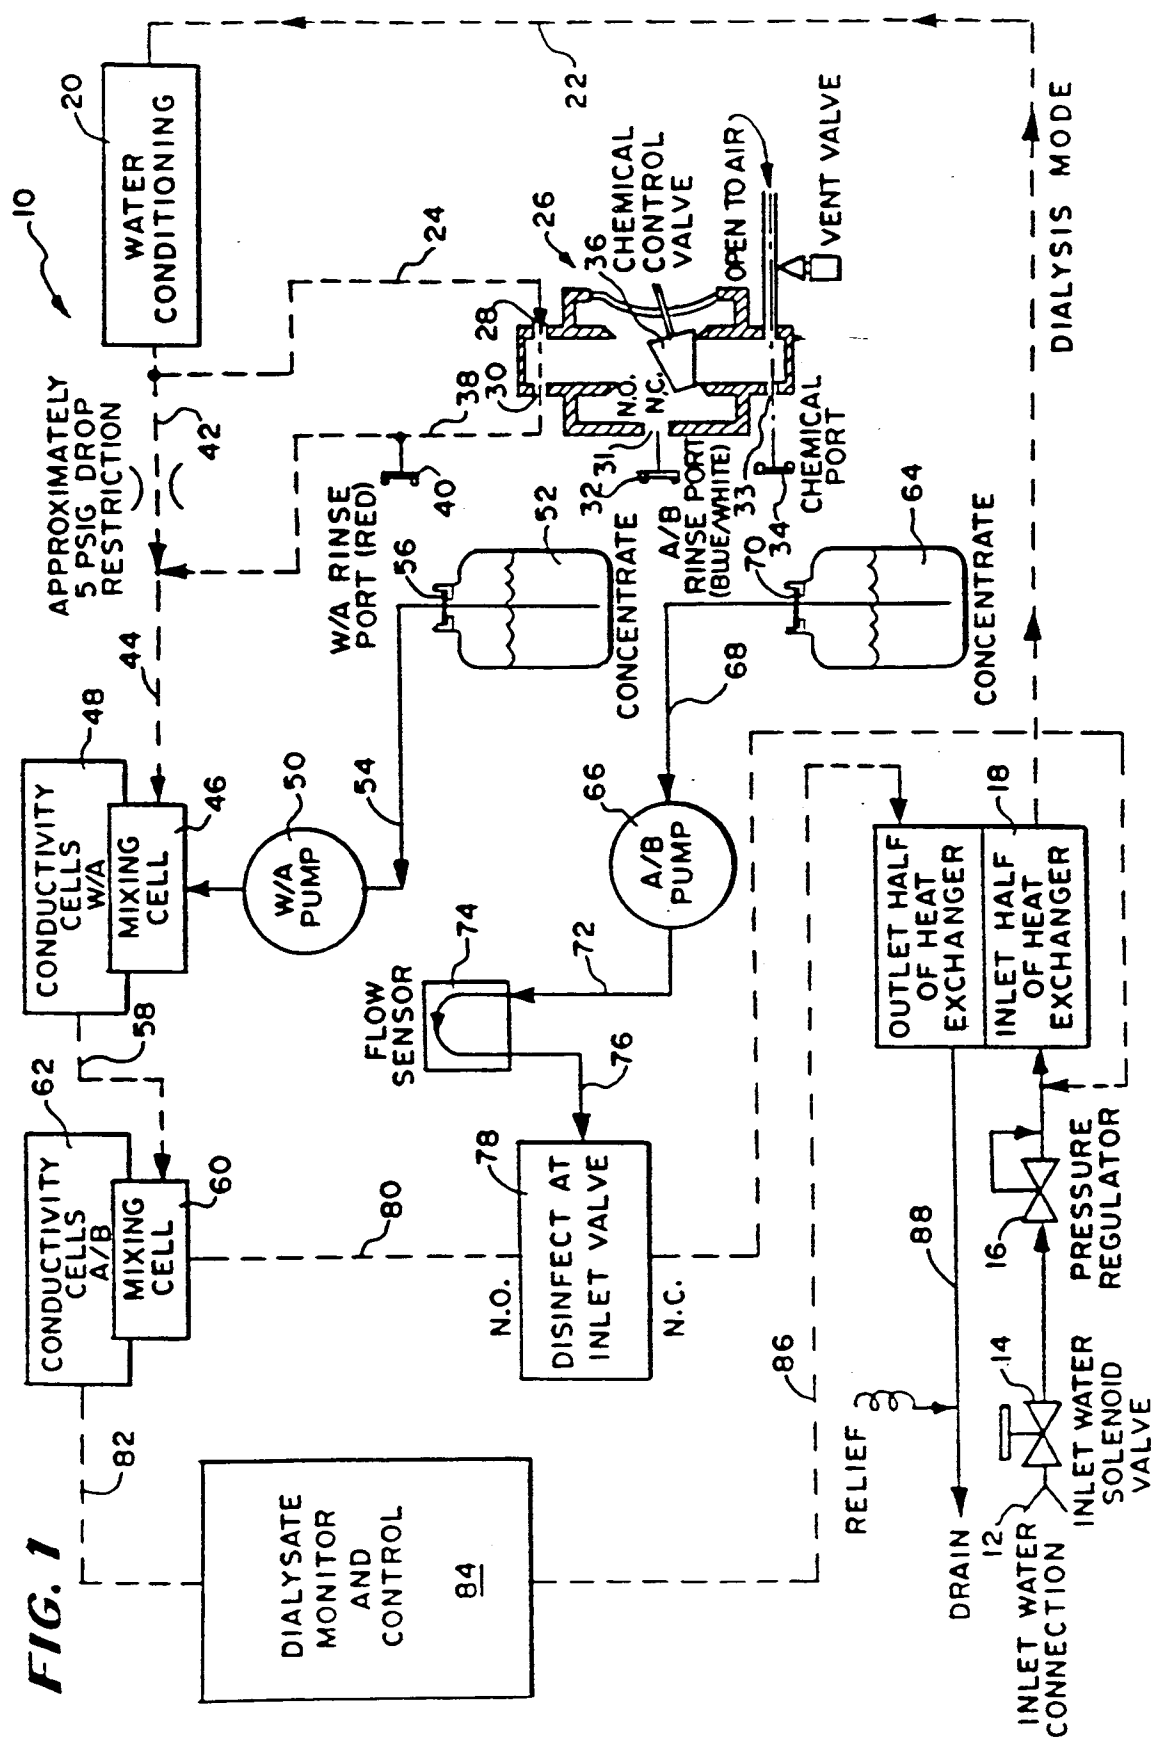 FIG. 1
10
20
WATER
CONDITIONING
22
24
26
28
30
38
40
42
APPROXIMATELY
5 PSIG DROP
RESTRICTION
44
W/A RINSE
PORT (RED)
CHEMICAL
CONTROL
VALVE
36
N.O.
N.C.
31
32
A/B
RINSE PORT
(BLUE/WHITE)
33
34
CHEMICAL
PORT
OPEN TO AIR
VENT VALVE
DIALYSIS MODE
48
CONDUCTIVITY
CELLS
W/A
MIXING
CELL
46
50
W/A
PUMP
54
56
52
CONCENTRATE
58
62
CONDUCTIVITY
CELLS
A/B
MIXING
CELL
60
66
A/B
PUMP
68
70
64
CONCENTRATE
72
74
FLOW
SENSOR
76
78
DISINFECT AT
INLET VALVE
N.O.
N.C.
80
82
DIALYSATE
MONITOR
AND
CONTROL
84
86
OUTLET HALF
OF HEAT
EXCHANGER
18
INLET HALF
OF HEAT
EXCHANGER
88
RELIEF
DRAIN
12
INLET WATER
CONNECTION
14
INLET WATER
SOLENOID
VALVE
16
PRESSURE
REGULATOR